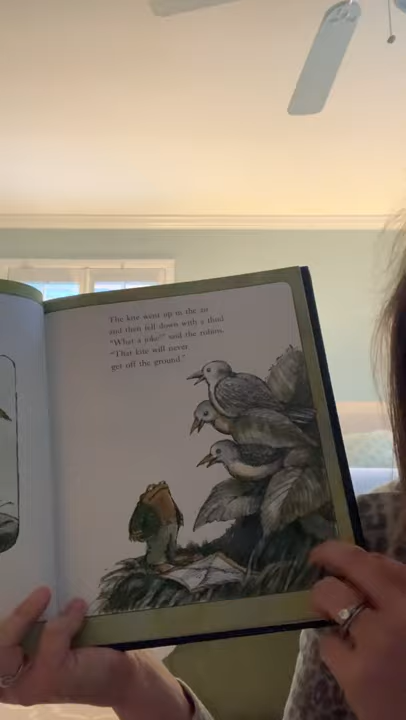 The kite went up in the air
and then fell down with a thud.
"What a joke!" said the robins.
"That kite will never
get off the ground."